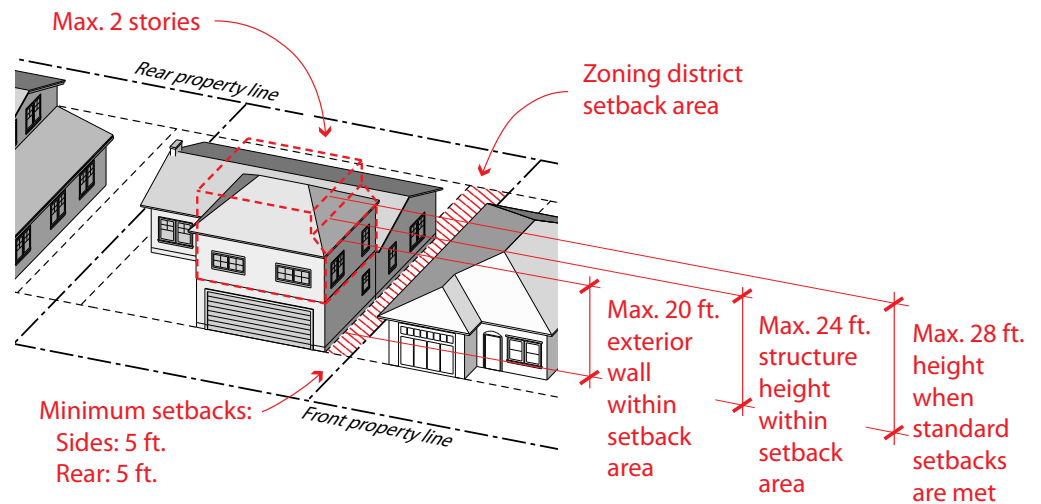 Max. 2 stories
Rear property line
Zoning district
setback area
Max. 20 ft.
exterior
wall
within
setback
area
Max. 24 ft.
structure
height
within
setback
area
Max. 28 ft.
height
when
standard
setbacks
are met
Minimum setbacks:
Sides: 5 ft.
Rear: 5 ft.
Front property line